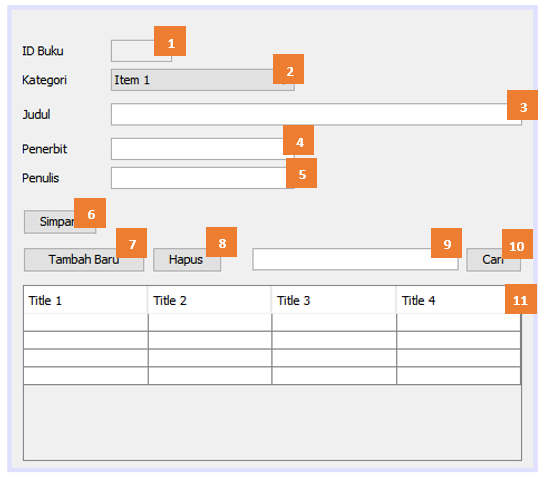 ID Buku 1
Kategori Item 1 2
Judul 3
Penerbit 4
Penulis 5
Simpan 6
Tambah Baru 7 Hapus 8 9 Cari 10
Title 1 Title 2 Title 3 Title 4 11